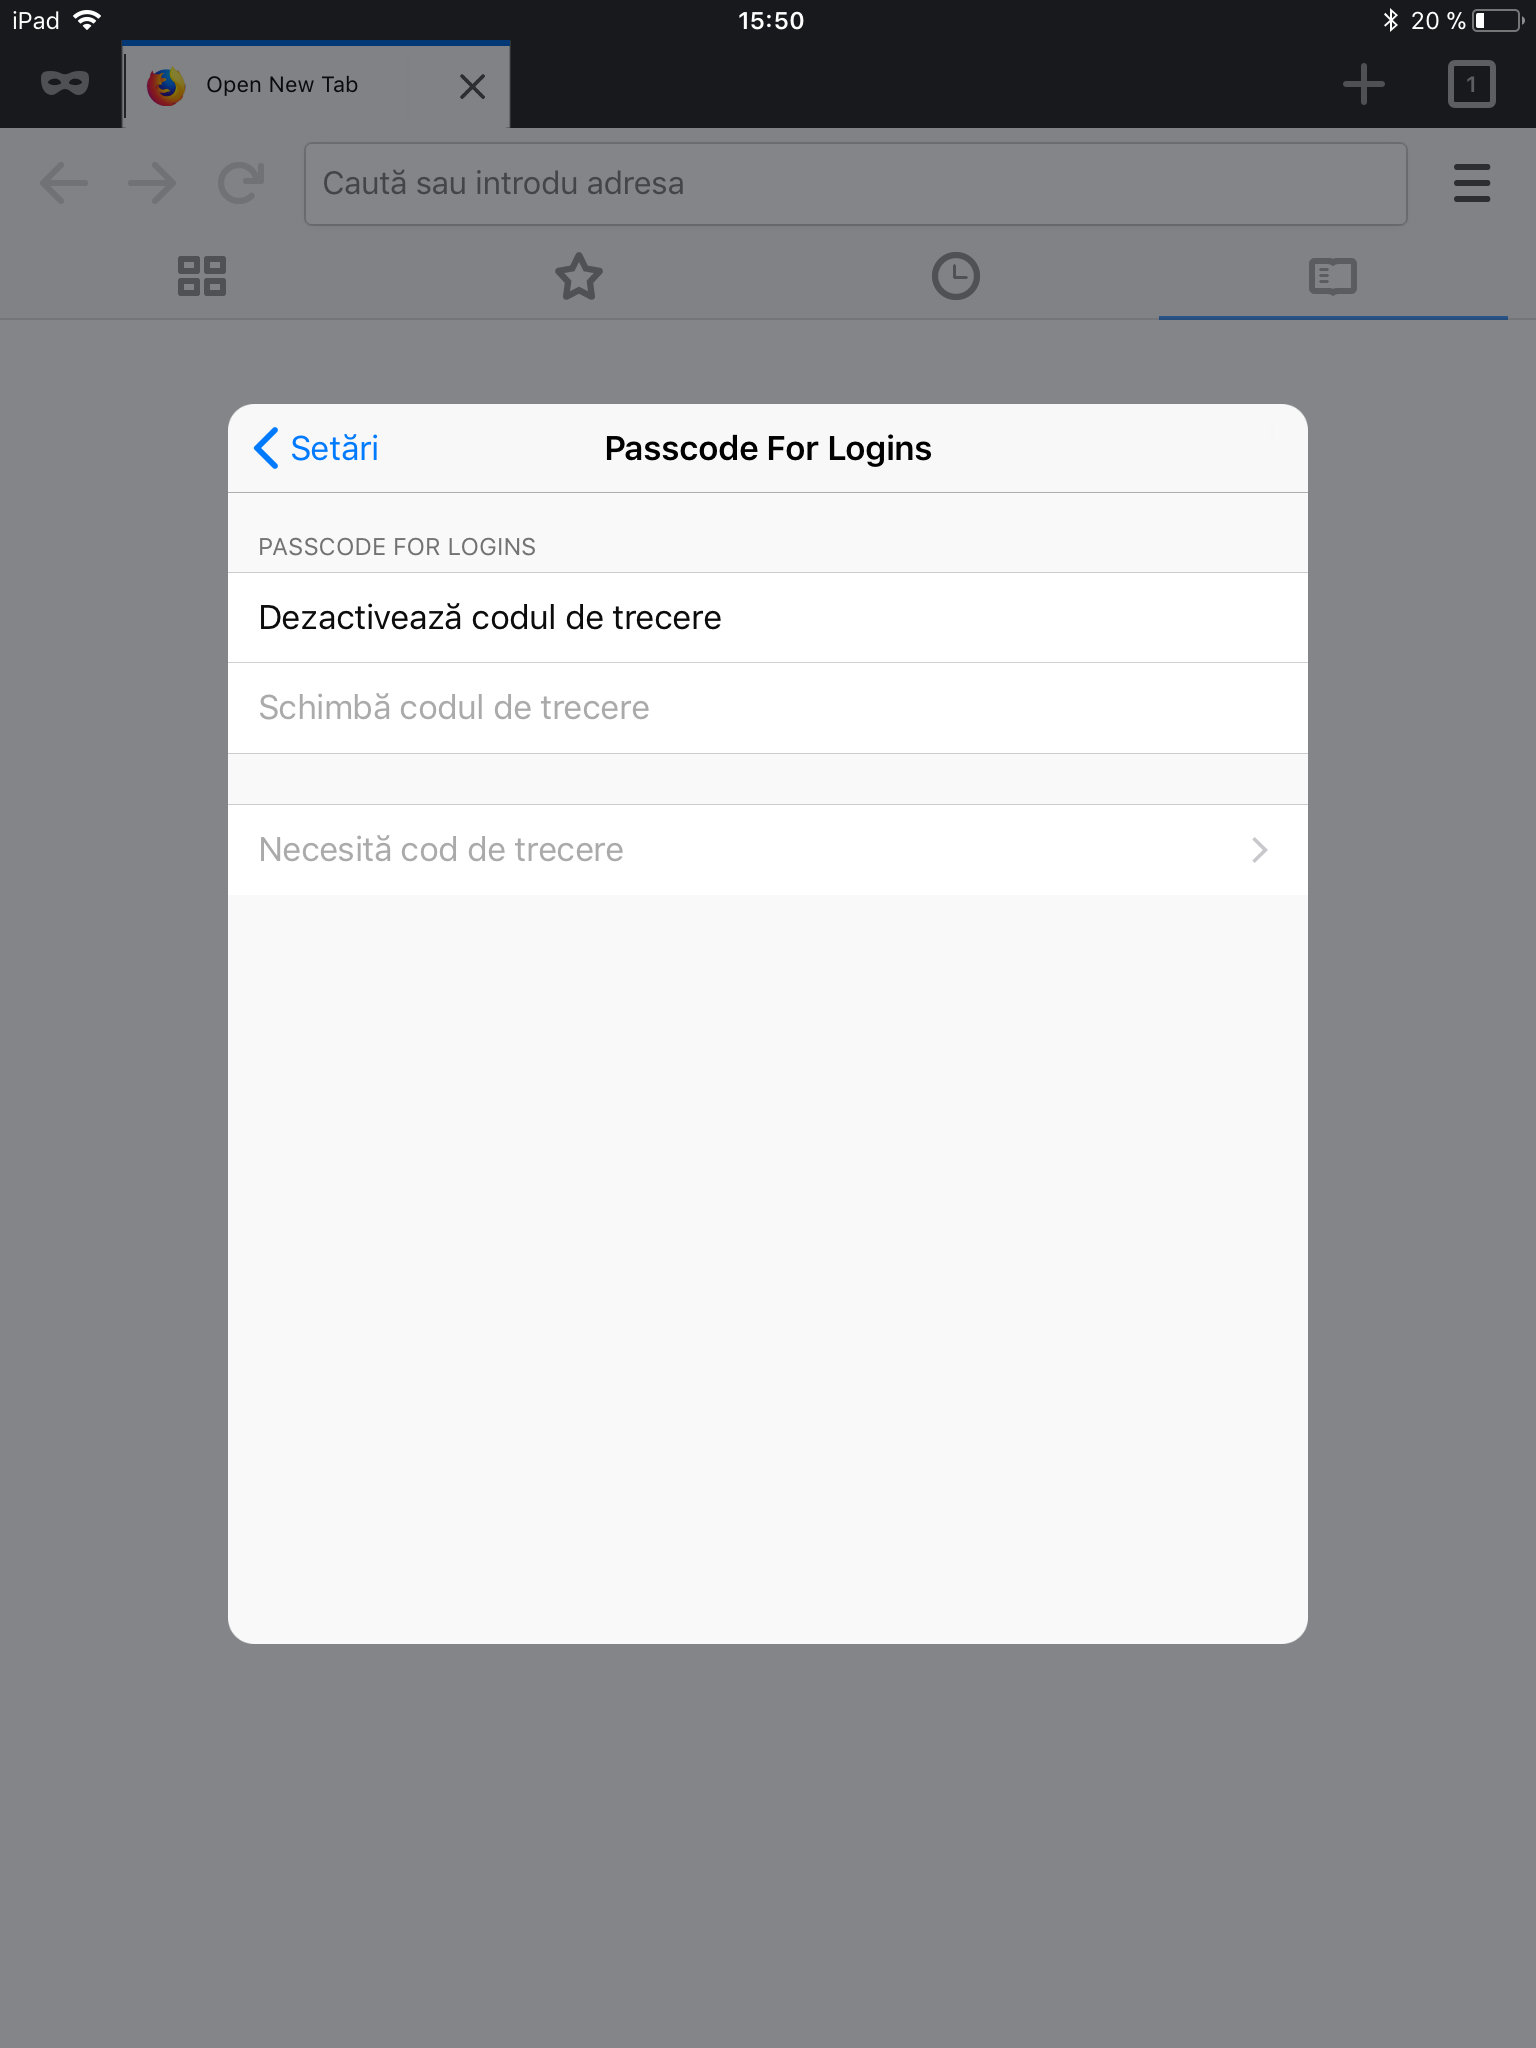 iPad 15:50 20 %
Open New Tab 1
Caută sau introdu adresa
Setări Passcode For Logins
PASSCODE FOR LOGINS
Dezactivează codul de trecere
Schimbă codul de trecere
Necesită cod de trecere